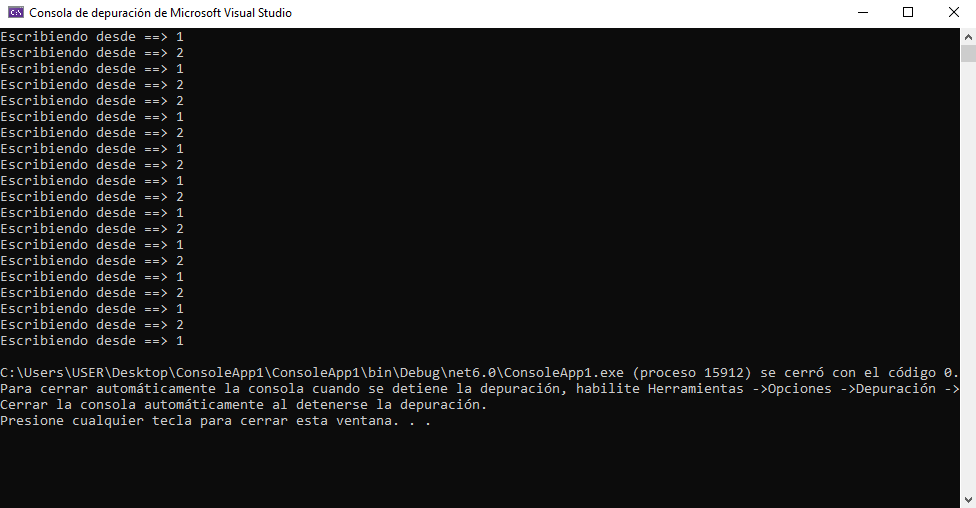 C:\ Consola de depuración de Microsoft Visual Studio
Escribiendo desde ==> 1
Escribiendo desde ==> 2
Escribiendo desde ==> 1
Escribiendo desde ==> 2
Escribiendo desde ==> 2
Escribiendo desde ==> 1
Escribiendo desde ==> 2
Escribiendo desde ==> 1
Escribiendo desde ==> 2
Escribiendo desde ==> 1
Escribiendo desde ==> 2
Escribiendo desde ==> 1
Escribiendo desde ==> 2
Escribiendo desde ==> 1
Escribiendo desde ==> 2
Escribiendo desde ==> 1
Escribiendo desde ==> 2
Escribiendo desde ==> 1
Escribiendo desde ==> 2
Escribiendo desde ==> 1
C:\Users\USER\Desktop\ConsoleApp1\ConsoleApp1\bin\Debug\net6.0\ConsoleApp1.exe (proceso 15912) se cerró con el código 0.
Para cerrar automáticamente la consola cuando se detiene la depuración, habilite Herramientas ->Opciones ->Depuración ->
Cerrar la consola automáticamente al detenerse la depuración.
Presione cualquier tecla para cerrar esta ventana. . .